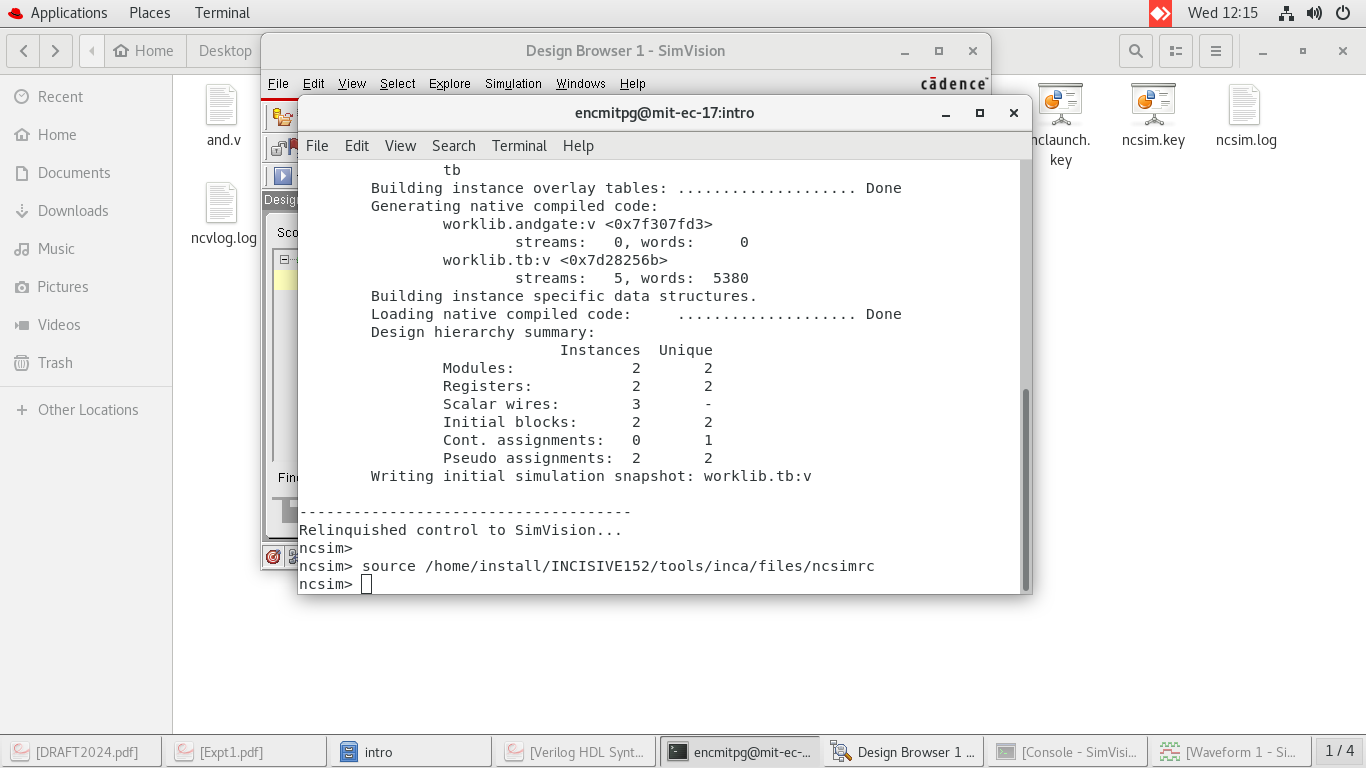 Applications Places Terminal Wed 12:15
Home Desktop
Design Browser 1 - SimVision
File Edit View Select Explore Simulation Windows Help cādence
Recent
Home
Documents
Downloads
Music
Pictures
Videos
Trash
Other Locations
and.v
ncvlog.log
nclaunch.
key
ncsim.key
ncsim.log
Design
Sco
Find
encmitpg@mit-ec-17:intro
File Edit View Search Terminal Help
tb
Building instance overlay tables: .................... Done
Generating native compiled code:
worklib.andgate:v <0x7f307fd3>
streams: 0, words: 0
worklib.tb:v <0x7d28256b>
streams: 5, words: 5380
Building instance specific data structures.
Loading native compiled code: .................... Done
Design hierarchy summary:
Instances Unique
Modules: 2 2
Registers: 2 2
Scalar wires: 3 -
Initial blocks: 2 2
Cont. assignments: 0 1
Pseudo assignments: 2 2
Writing initial simulation snapshot: worklib.tb:v
-------------------------------------
Relinquished control to SimVision...
ncsim>
ncsim> source /home/install/INCISIVE152/tools/inca/files/ncsimrc
ncsim>
[DRAFT2024.pdf] [Expt1.pdf] intro [Verilog HDL Synt... encmitpg@mit-ec-... Design Browser 1 ... [Console - SimVis... [Waveform 1 - Si... 1 / 4